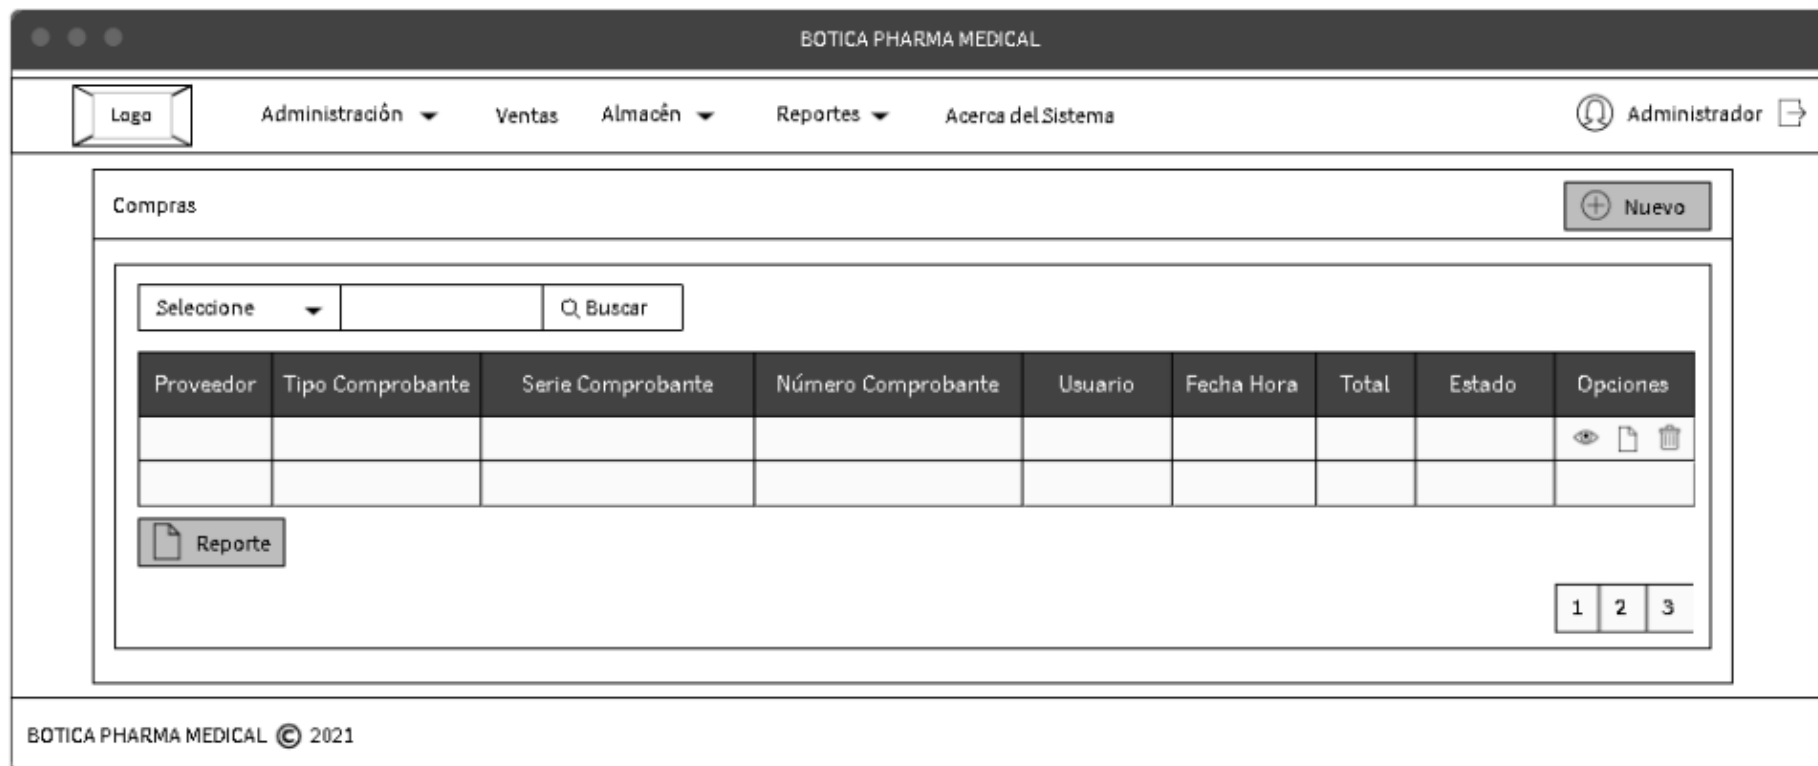 BOTICA PHARMA MEDICAL
Logo Administración Ventas Almacén Reportes Acerca del Sistema Administrador
Compras Nuevo
Seleccione Buscar
Proveedor Tipo Comprobante Serie Comprobante Número Comprobante Usuario Fecha Hora Total Estado Opciones
Reporte
1 2 3
BOTICA PHARMA MEDICAL © 2021